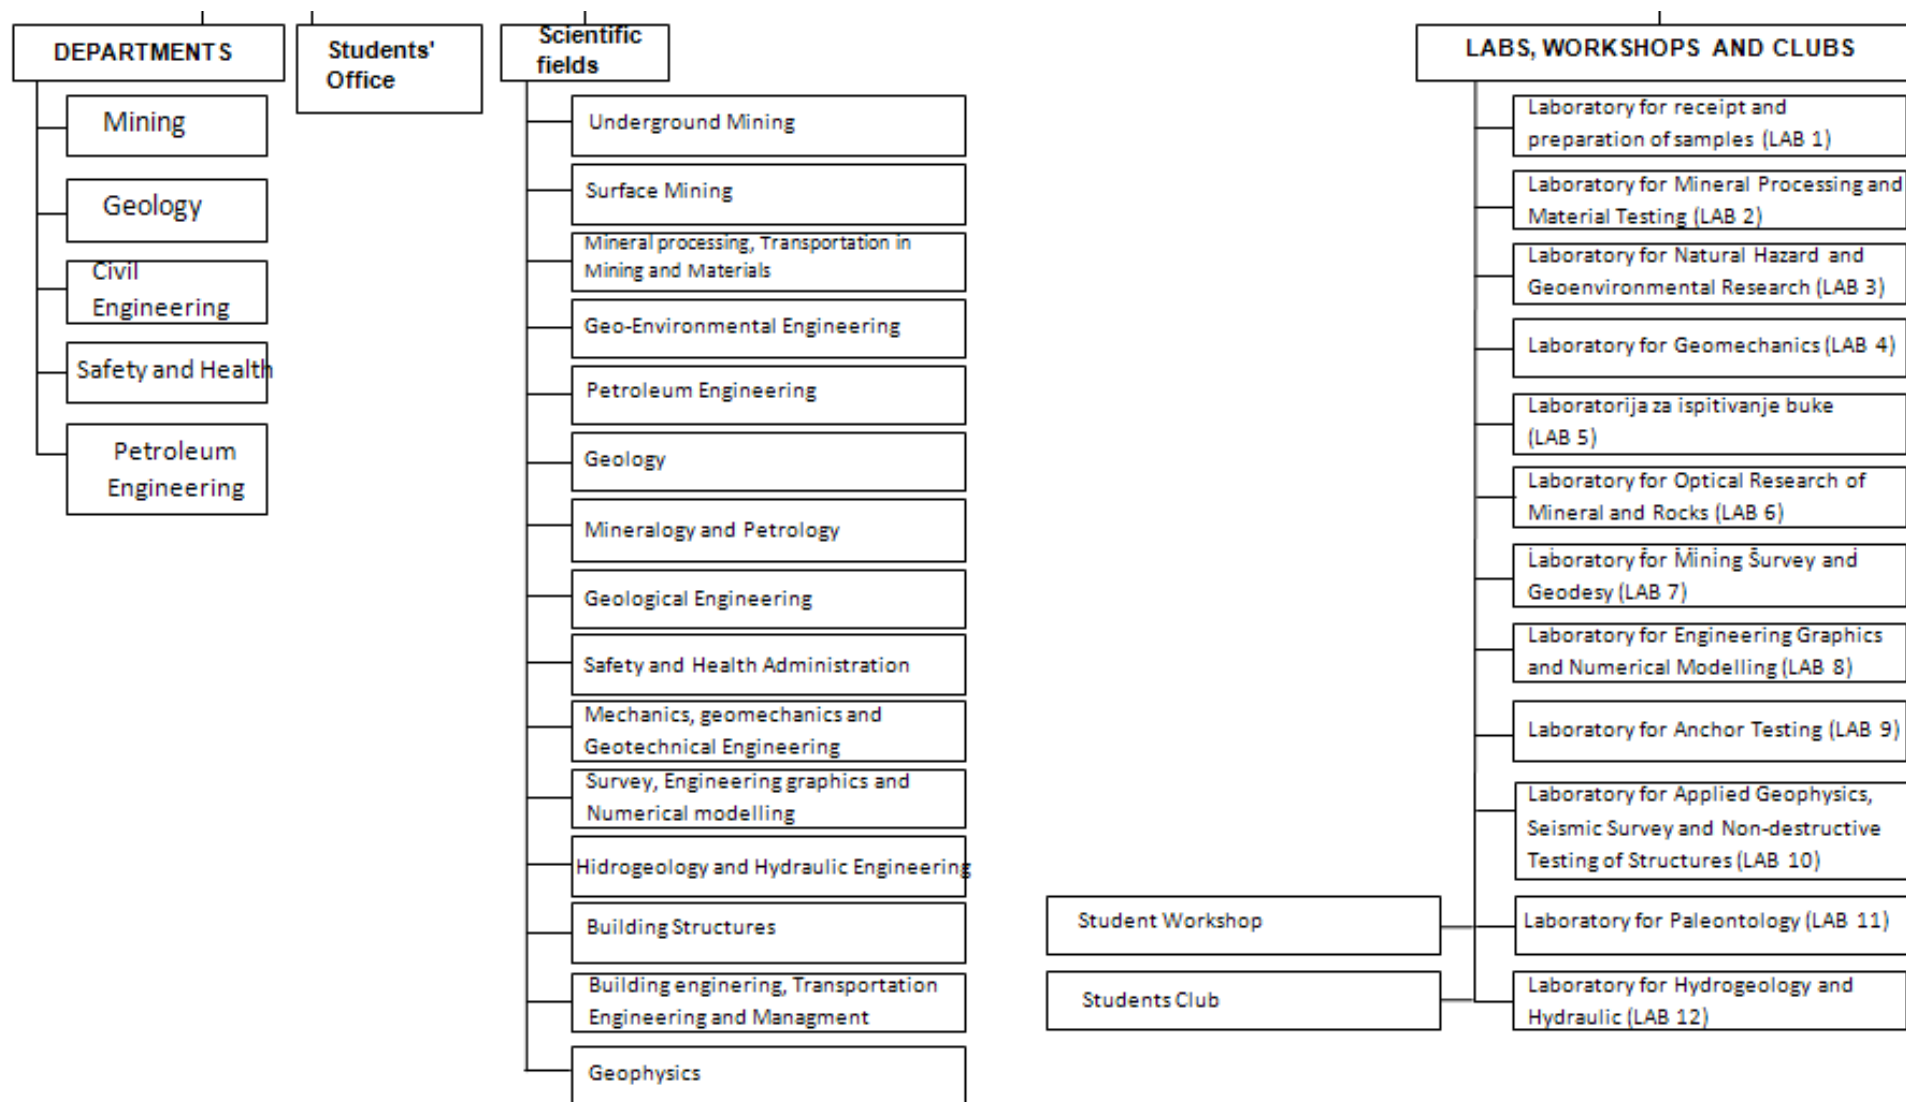 DEPARTMENTS
Mining
Geology
Civil
Engineering
Safety and Health
Petroleum
Engineering
Students'
Office
Scientific
fields
Underground Mining
Surface Mining
Mineral processing, Transportation in
Mining and Materials
Geo-Environmental Engineering
Petroleum Engineering
Geology
Mineralogy and Petrology
Geological Engineering
Safety and Health Administration
Mechanics, geomechanics and
Geotechnical Engineering
Survey, Engineering graphics and
Numerical modelling
Hidrogeology and Hydraulic Engineering
Building Structures
Building enginering, Transportation
Engineering and Managment
Geophysics
LABS, WORKSHOPS AND CLUBS
Laboratory for receipt and
preparation of samples (LAB 1)
Laboratory for Mineral Processing and
Material Testing (LAB 2)
Laboratory for Natural Hazard and
Geoenvironmental Research (LAB 3)
Laboratory for Geomechanics (LAB 4)
Laboratorija za ispitivanje buke
(LAB 5)
Laboratory for Optical Research of
Mineral and Rocks (LAB 6)
Laboratory for Mining Survey and
Geodesy (LAB 7)
Laboratory for Engineering Graphics
and Numerical Modelling (LAB 8)
Laboratory for Anchor Testing (LAB 9)
Laboratory for Applied Geophysics,
Seismic Survey and Non-destructive
Testing of Structures (LAB 10)
Laboratory for Paleontology (LAB 11)
Laboratory for Hydrogeology and
Hydraulic (LAB 12)
Student Workshop
Students Club